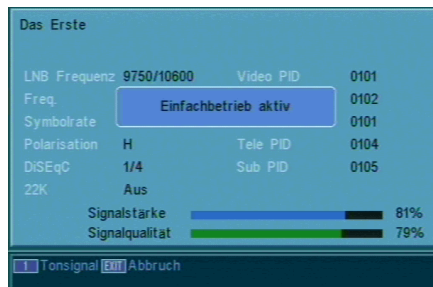 Das Erste
LNB Frequenz 9750/10600 Video PID 0101
Freq. 0102
Einfachbetrieb aktiv
Symbolrate 0101
Polarisation H Tele PID 0104
DiSEqC 1/4 Sub PID 0105
22K Aus
Signalstärke 81%
Signalqualitat 79%
1 Tonsignal EXIT Abbruch